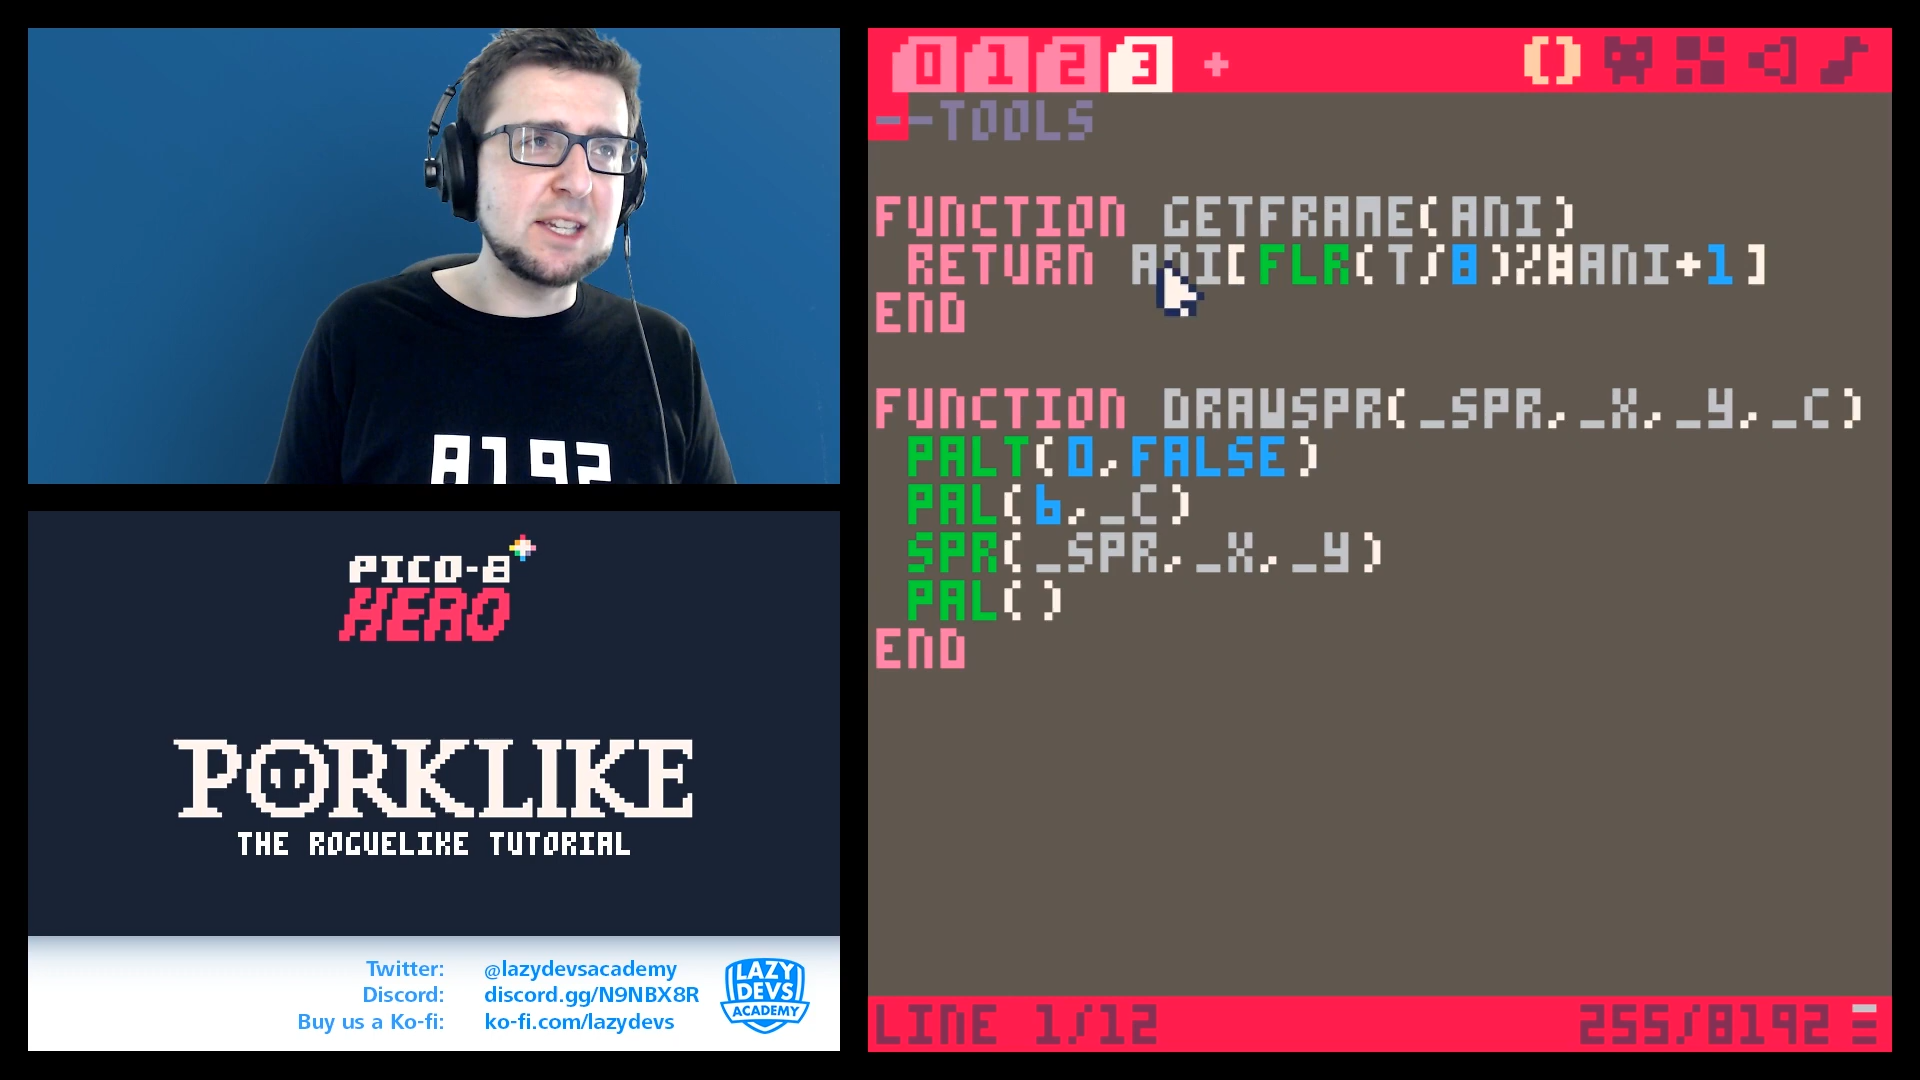 8192
PICO-8
HERO
PORKLIKE
THE ROGUELIKE TUTORIAL
Twitter: @lazydevsacademy
Discord: discord.gg/N9NBX8R
Buy us a Ko-fi: ko-fi.com/lazydevs
LAZY
DEVS
ACADEMY
0 1 2 3 +
--TOOLS
FUNCTION GETFRAME(ANI)
RETURN ANI[FLR(T/8)%#ANI+1]
END
FUNCTION DRAWSPR(_SPR,_X,_Y,_C)
PALT(0,FALSE)
PAL(6,_C)
SPR(_SPR,_X,_Y)
PAL()
END
LINE 1/12
255/8192